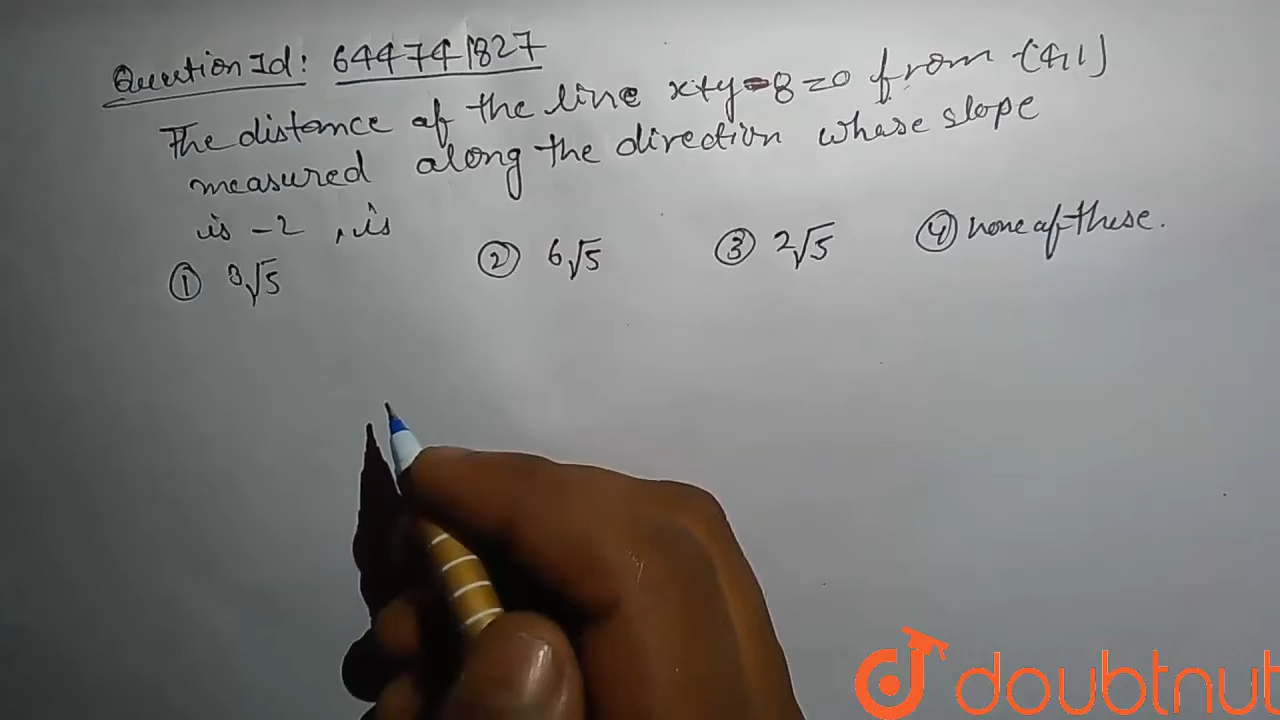 Question Id: 644741827
The distance of the line x+y-8=0 from (4,1)
measured along the direction whose slope
is -2, is
① 3√5 ② 6√5 ③ 2√5 ④ none of these.
doubtnut